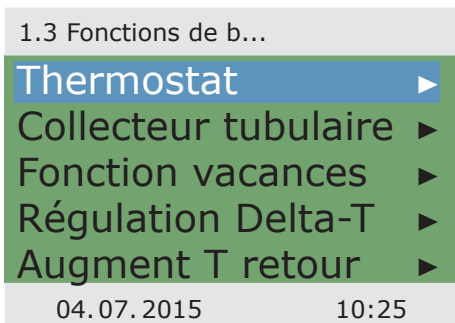 1.3 Fonctions de b...
Thermostat ►
Collecteur tubulaire ►
Fonction vacances ►
Régulation Delta-T ►
Augment T retour ►
04.07.2015 10:25